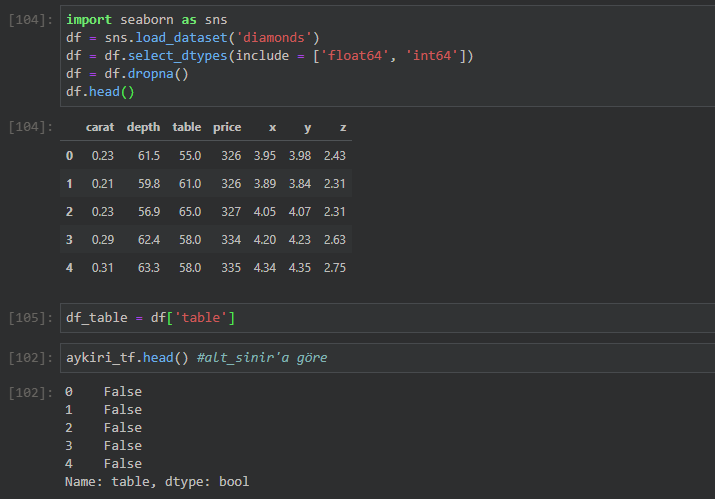 [104]: import seaborn as sns
df = sns.load_dataset('diamonds')
df = df.select_dtypes(include = ['float64', 'int64'])
df = df.dropna()
df.head()
[104]: carat depth table price x y z
0 0.23 61.5 55.0 326 3.95 3.98 2.43
1 0.21 59.8 61.0 326 3.89 3.84 2.31
2 0.23 56.9 65.0 327 4.05 4.07 2.31
3 0.29 62.4 58.0 334 4.20 4.23 2.63
4 0.31 63.3 58.0 335 4.34 4.35 2.75
[105]: df_table = df['table']
[102]: aykiri_tf.head() #alt_sinir'a göre
[102]: 0 False
1 False
2 False
3 False
4 False
Name: table, dtype: bool